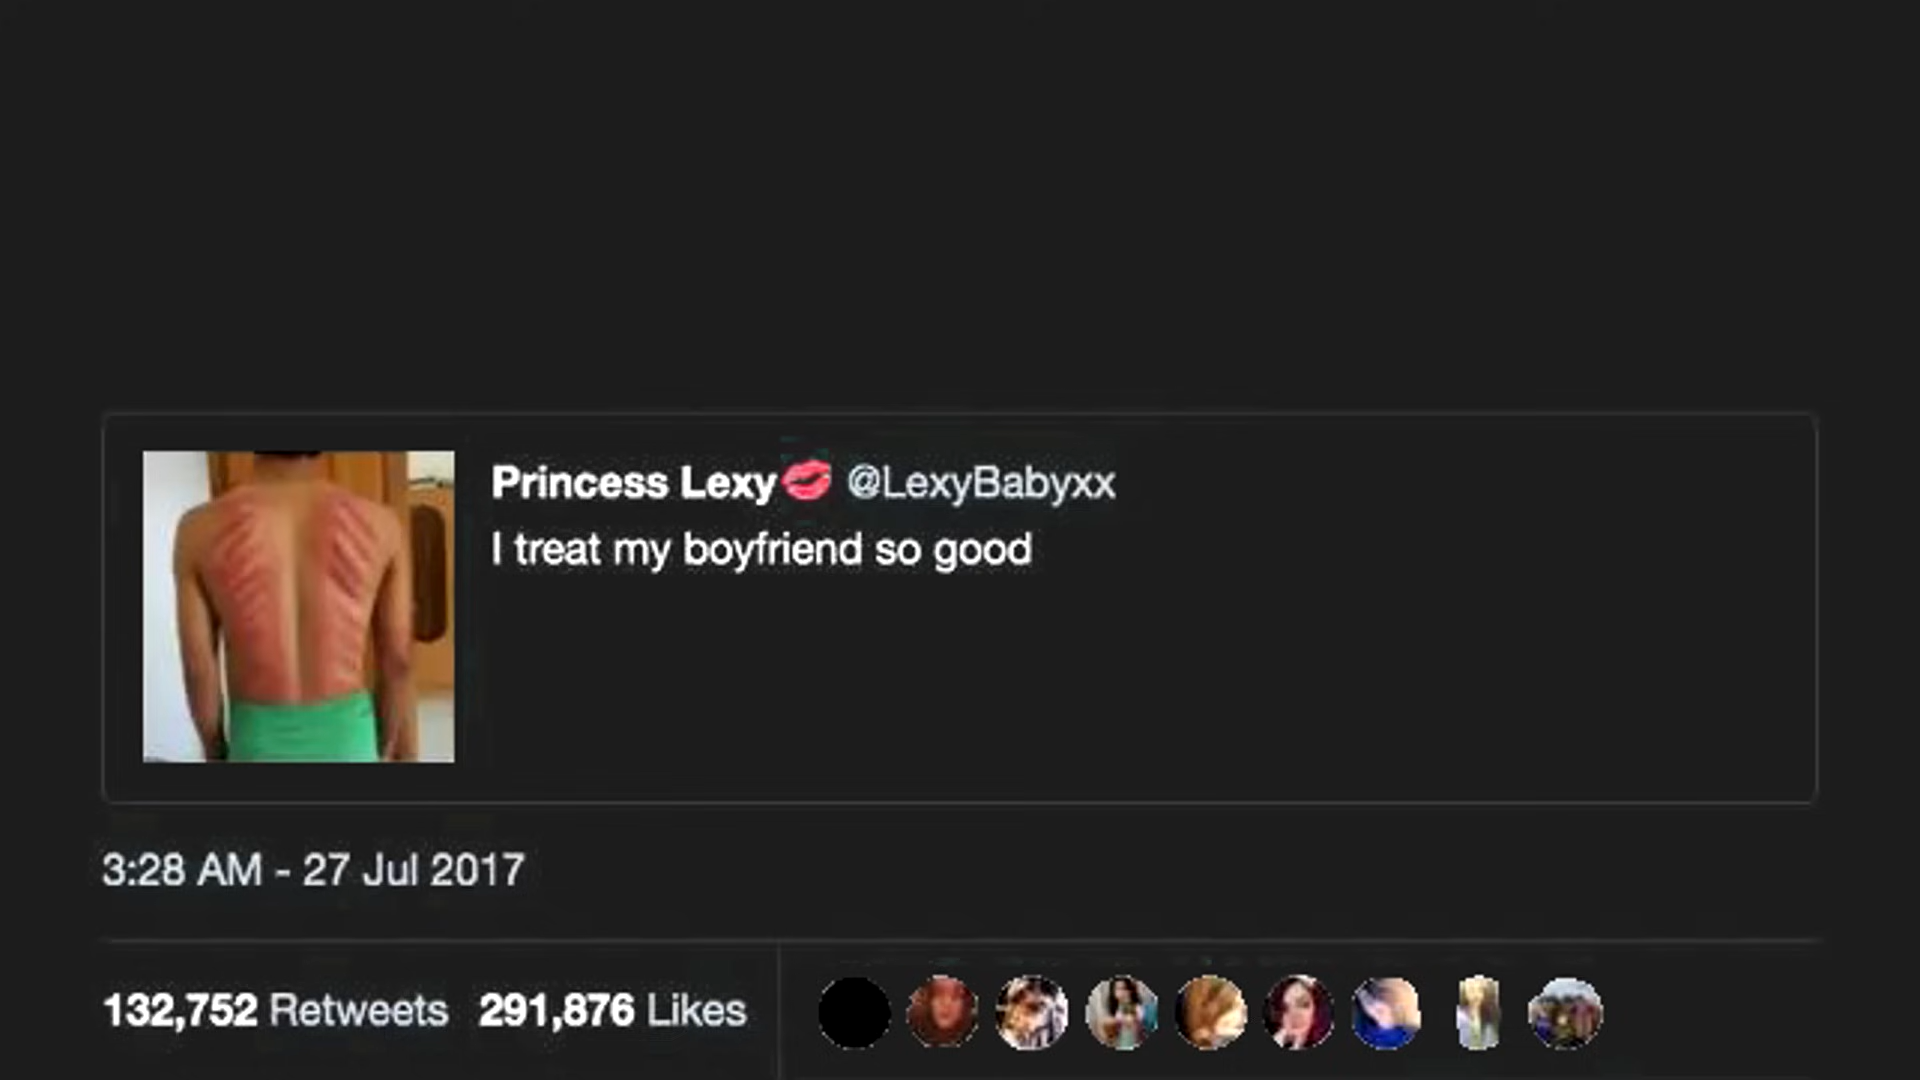 Princess Lexy💋 @LexyBabyxx
I treat my boyfriend so good
3:28 AM - 27 Jul 2017
132,752 Retweets 291,876 Likes